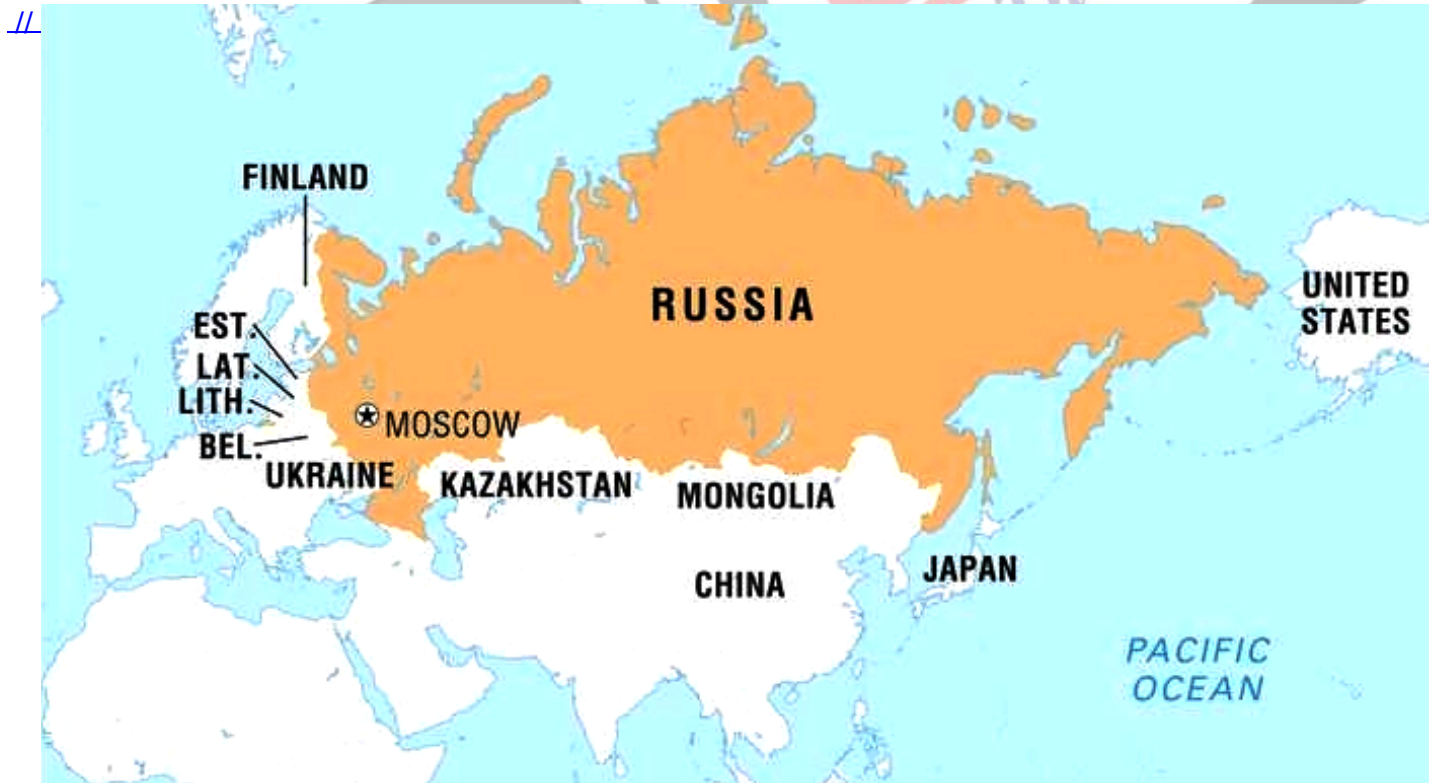 //
FINLAND
RUSSIA
UNITED
STATES
EST.
LAT.
LITH.
BEL.
MOSCOW
UKRAINE
KAZAKHSTAN
MONGOLIA
CHINA
JAPAN
PACIFIC
OCEAN